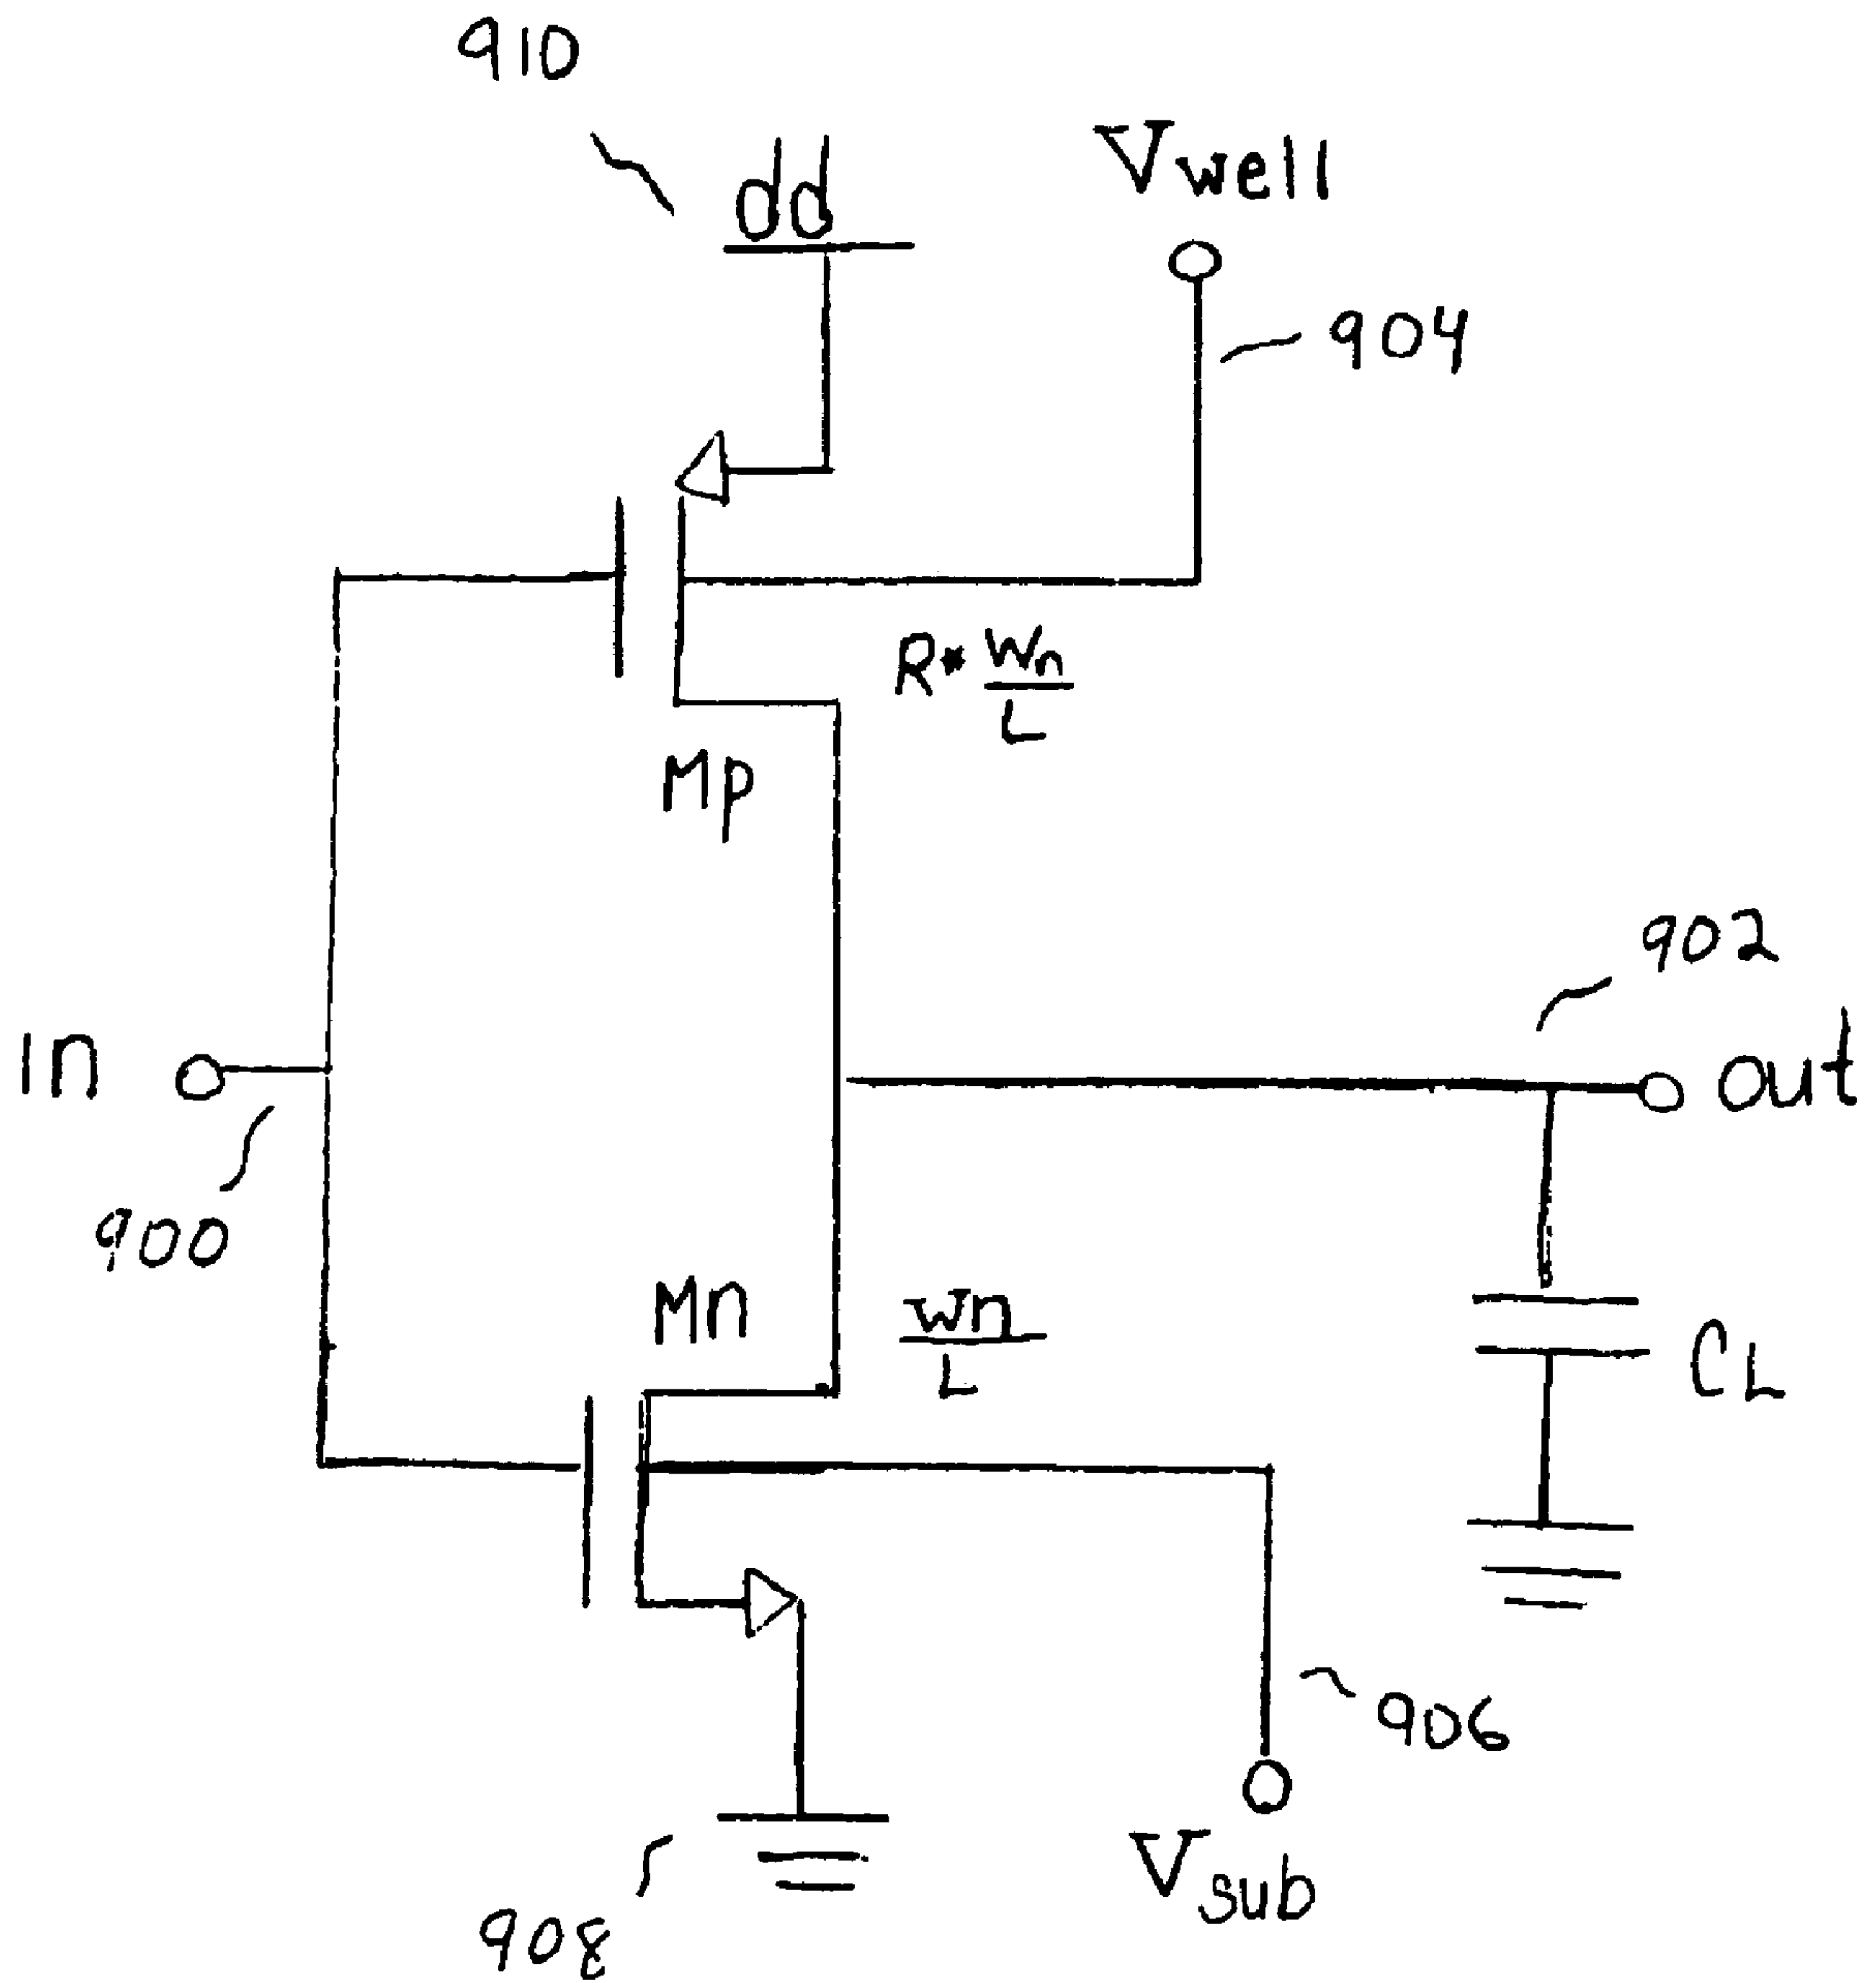 910
dd
Vwell
904
R * Wn
L
Mp
902
In
out
900
Mn
wn
L
CL
906
Vsub
908